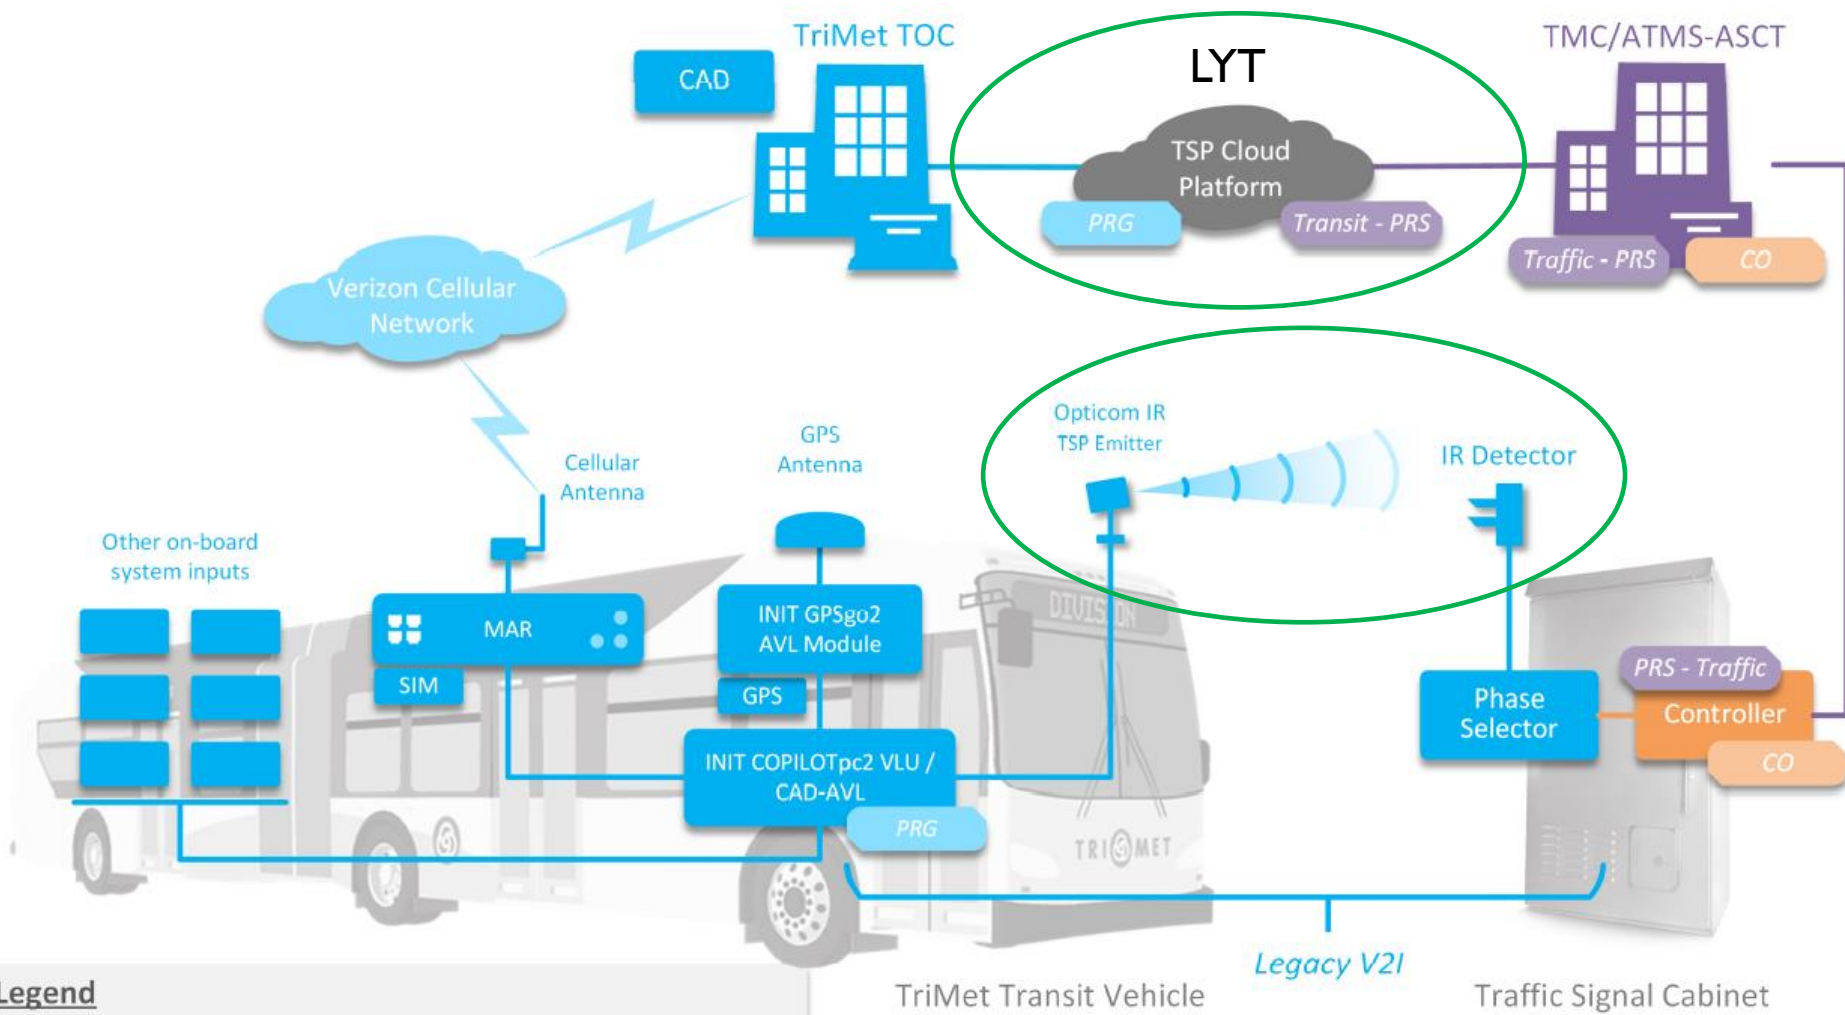 TriMet TOC
CAD
LYT
TMC/ATMS-ASCT
TSP Cloud
Platform
PRG
Transit - PRS
Traffic - PRS
CO
Verizon Cellular
Network
Opticom IR
TSP Emitter
IR Detector
GPS
Antenna
Cellular
Antenna
Other on-board
system inputs
MAR
SIM
INIT GPSgo2
AVL Module
GPS
DIVISION
INIT COPILOTpc2 VLU /
CAD-AVL
PRG
TRIMET
PRS - Traffic
Phase
Selector
Controller
CO
Legacy V2I
Legend
TriMet Transit Vehicle
Traffic Signal Cabinet